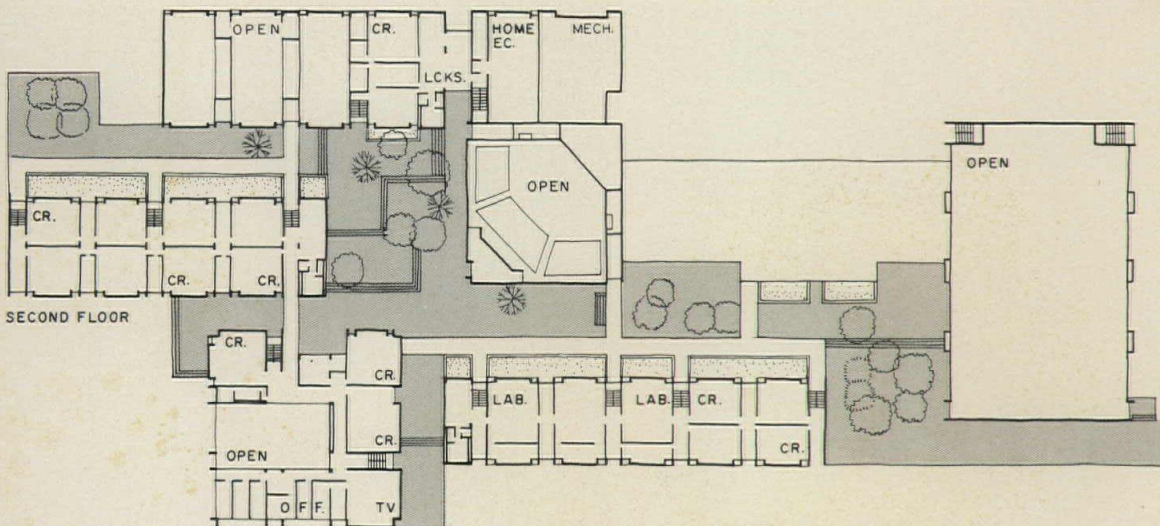 OPEN
CR.
HOME
EC.
MECH.
LCKS.
OPEN
OPEN
CR.
CR.
CR.
SECOND FLOOR
CR.
CR.
LAB.
LAB.
CR.
CR.
CR.
OPEN
OFF.
TV